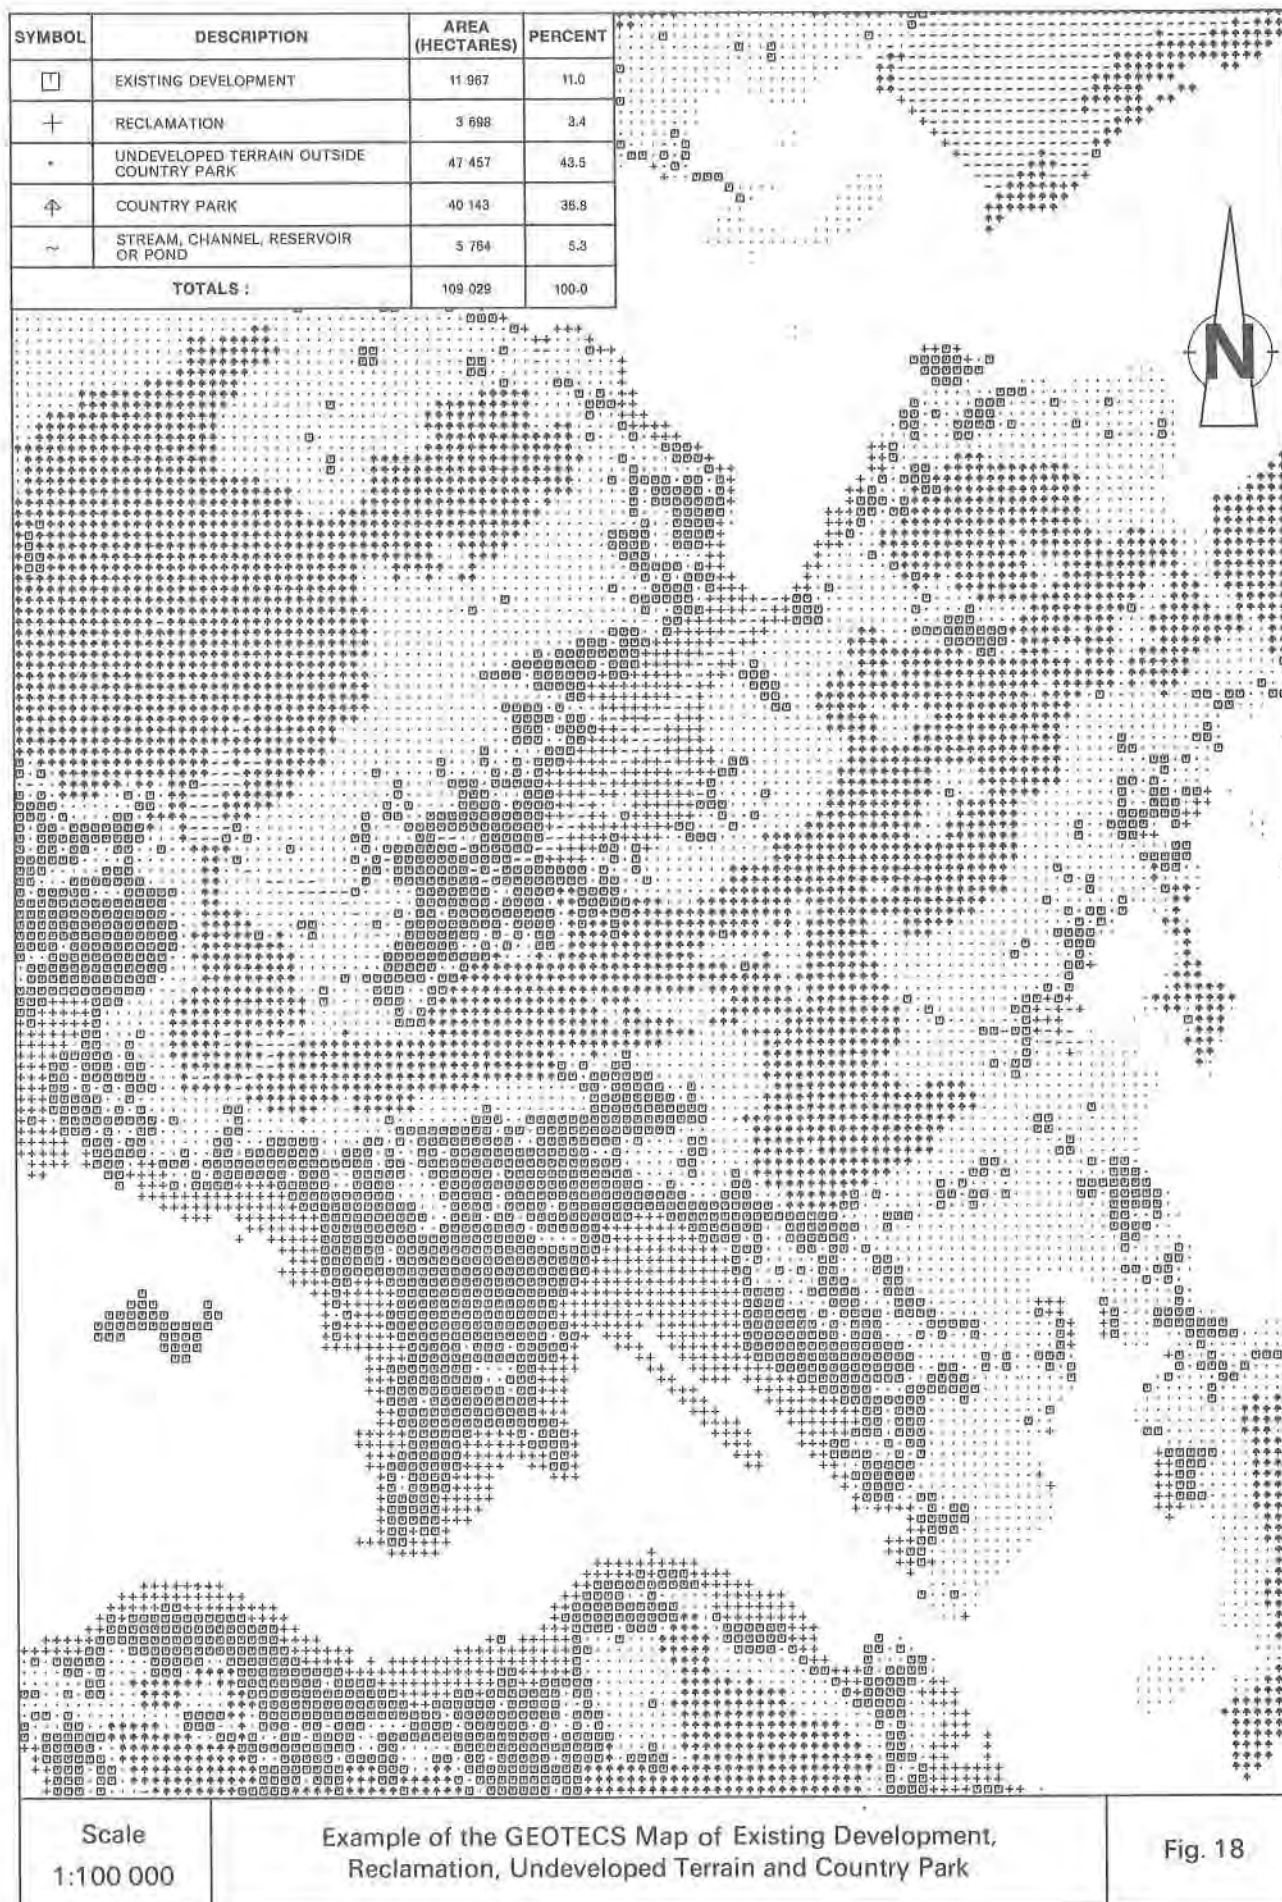 SYMBOL DESCRIPTION AREA (HECTARES) PERCENT
EXISTING DEVELOPMENT 11 967 11.0
+ RECLAMATION 3 698 3.4
· UNDEVELOPED TERRAIN OUTSIDE COUNTRY PARK 47 457 43.5
COUNTRY PARK 40 143 36.8
~ STREAM, CHANNEL, RESERVOIR OR POND 5 764 5.3
TOTALS : 109 029 100.0
N
Scale
1:100 000
Example of the GEOTECS Map of Existing Development,
Reclamation, Undeveloped Terrain and Country Park
Fig. 18